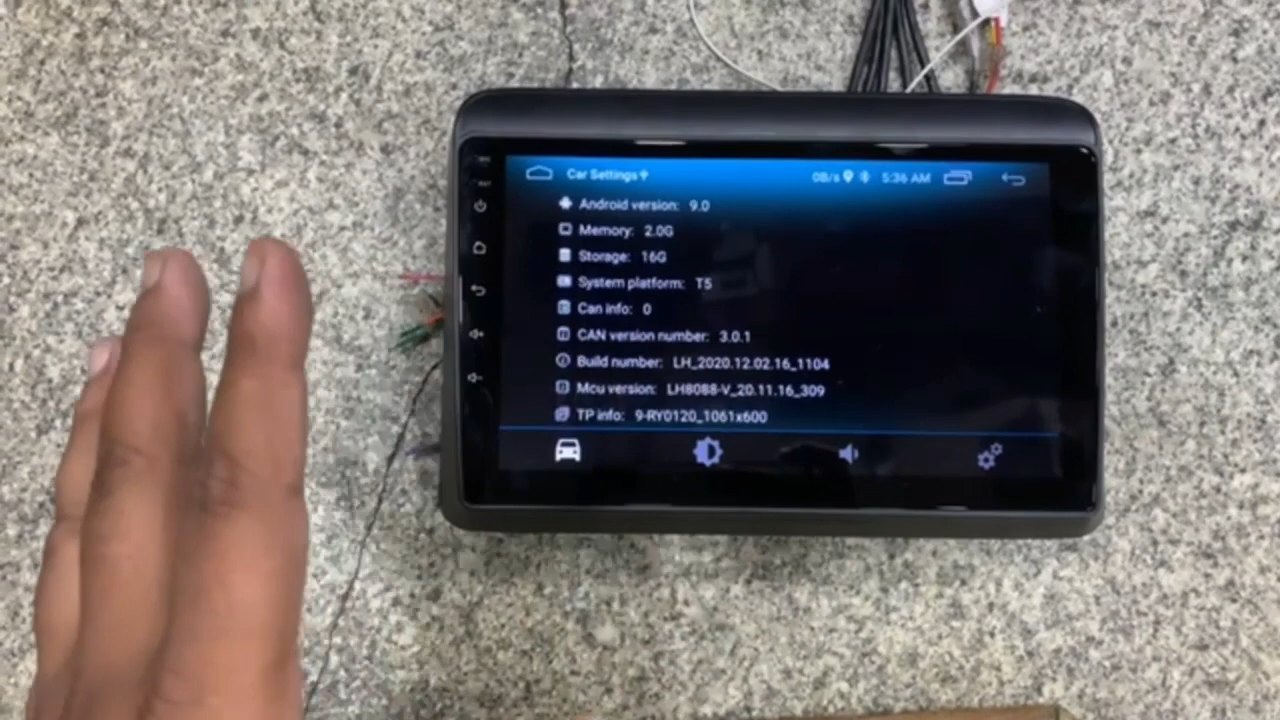 Car Settings
0B/s 5:36 AM
Android version: 9.0
Memory: 2.0G
Storage: 16G
System platform: T5
Can info: 0
CAN version number: 3.0.1
Build number: LH_2020.12.02.16_1104
Mcu version: LH8088-V_20.11.16_309
TP info: 9-RY0120_1061x600